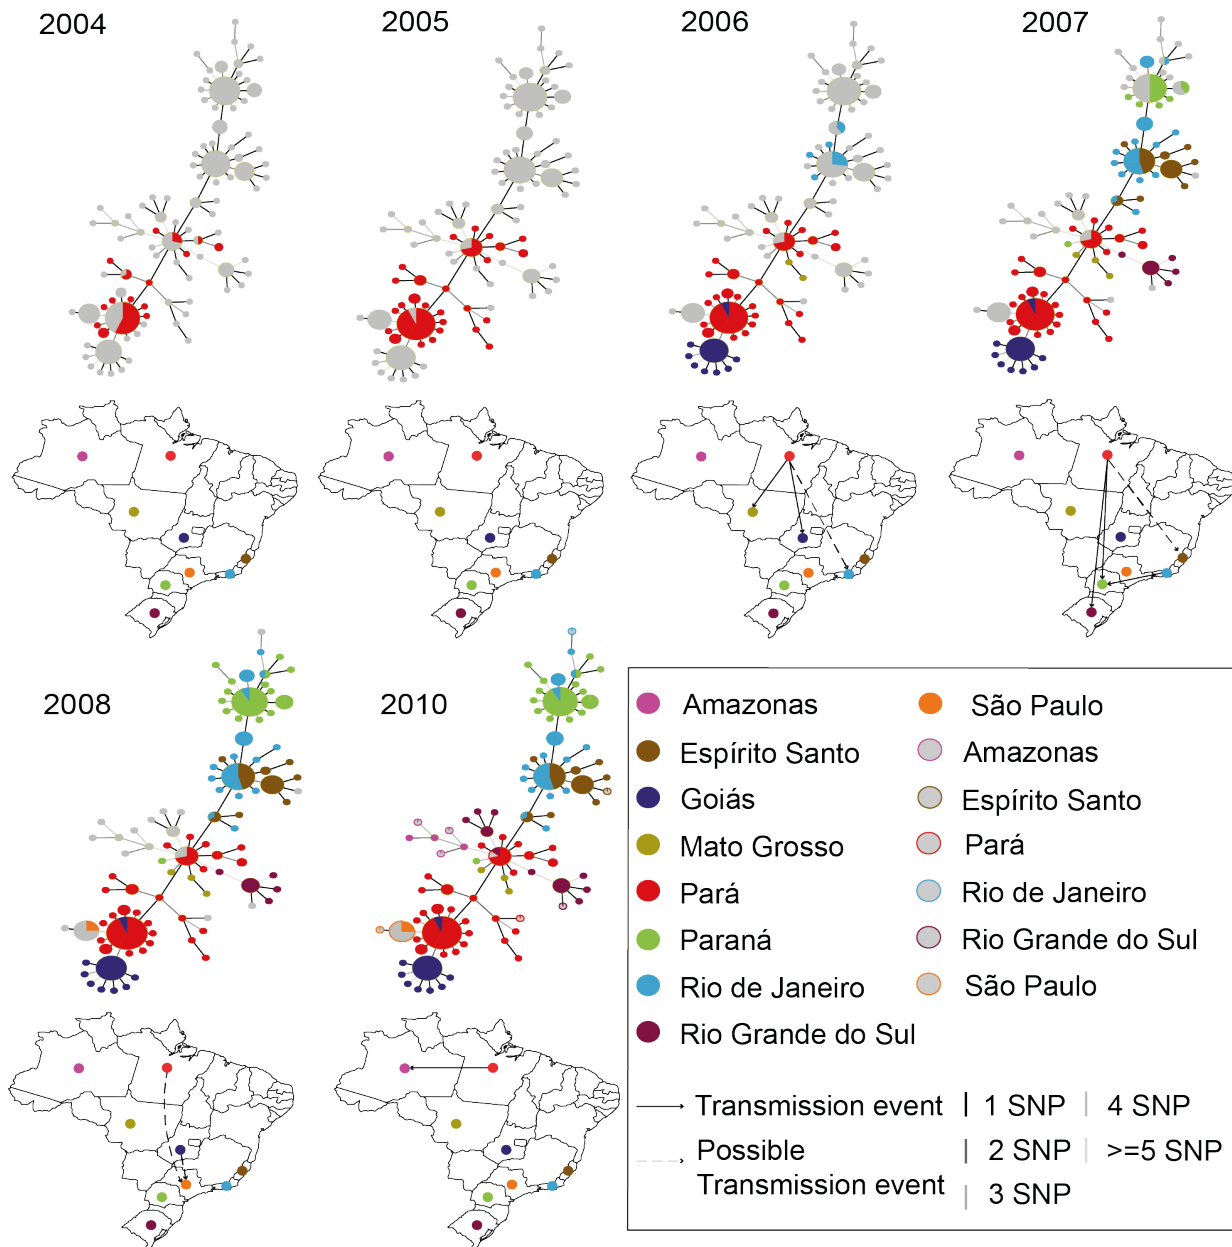 2004
2005
2006
2007
2008
2010
Amazonas
Espírito Santo
Goiás
Mato Grosso
Pará
Paraná
Rio de Janeiro
Rio Grande do Sul
São Paulo
Amazonas
Espírito Santo
Pará
Rio de Janeiro
Rio Grande do Sul
São Paulo
Transmission event
Possible
Transmission event
1 SNP
2 SNP
3 SNP
4 SNP
>=5 SNP